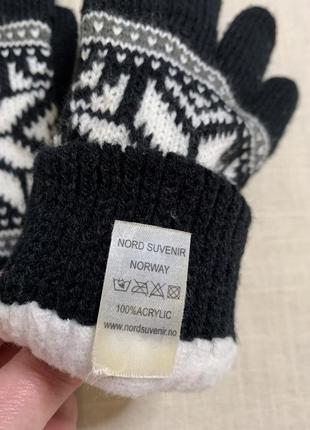 NORD SUVENIR
NORWAY
100%ACRYLIC
www.nordsuvenir.no